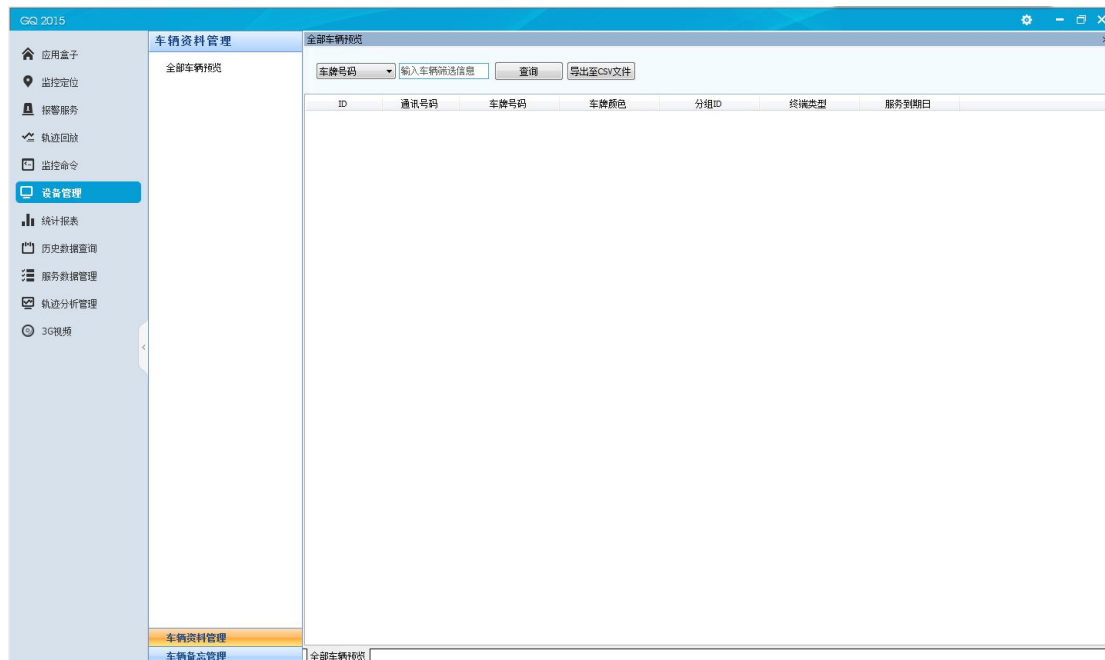 GQ 2015
应用盒子
监控定位
报警服务
轨迹回放
监控命令
设备管理
统计报表
历史数据查询
服务数据管理
轨迹分析管理
3G视频
车辆资料管理
全部车辆预览
车辆资料管理
车辆备忘管理
全部车辆预览
车牌号码 输入车辆筛选信息 查询 导出至CSV文件
ID 通讯号码 车牌号码 车牌颜色 分组ID 终端类型 服务到期日
全部车辆预览